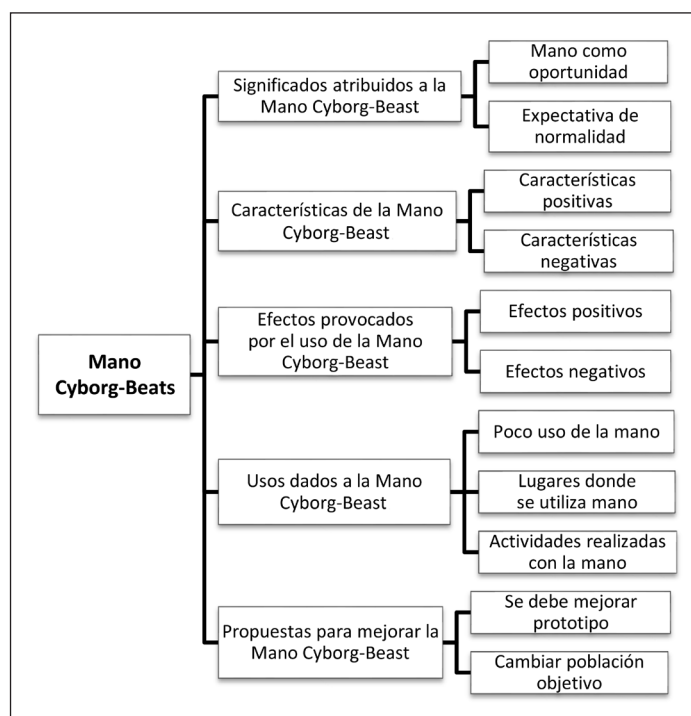 Mano
Cyborg-Beats
Significados atribuidos a la
Mano Cyborg-Beast
Mano como
oportunidad
Expectativa de
normalidad
Características de la Mano
Cyborg-Beast
Características
positivas
Características
negativas
Efectos provocados
por el uso de la Mano
Cyborg-Beast
Efectos positivos
Efectos negativos
Usos dados a la Mano
Cyborg-Beast
Poco uso de la mano
Lugares donde
se utiliza mano
Actividades realizadas
con la mano
Propuestas para mejorar la
Mano Cyborg-Beast
Se debe mejorar
prototipo
Cambiar población
objetivo